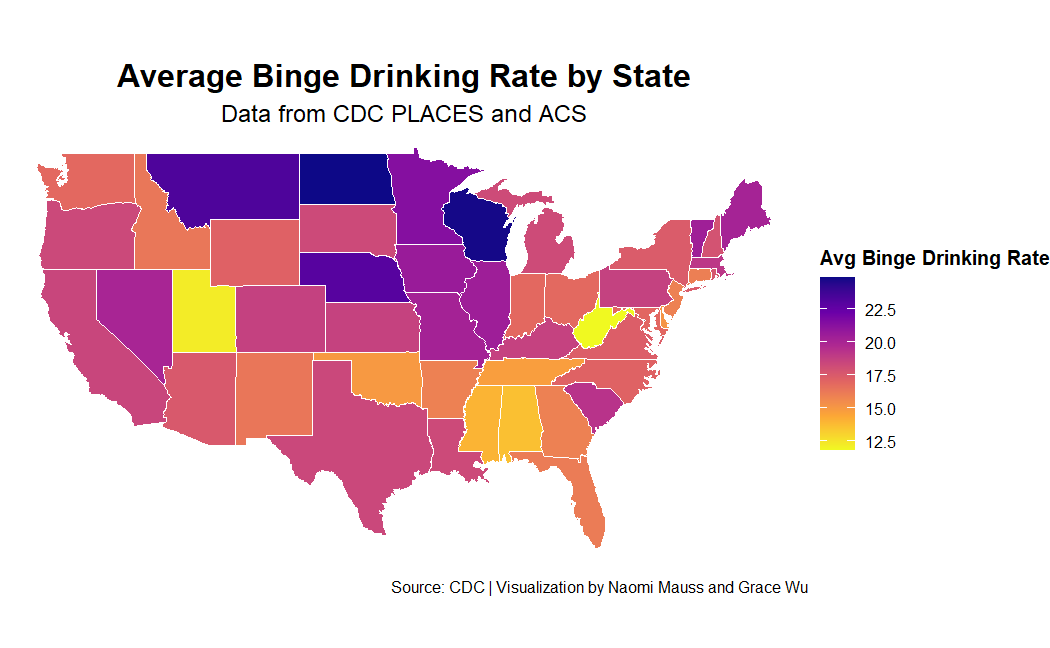 Average Binge Drinking Rate by State
Data from CDC PLACES and ACS
Avg Binge Drinking Rate
22.5
20.0
17.5
15.0
12.5
Source: CDC | Visualization by Naomi Mauss and Grace Wu